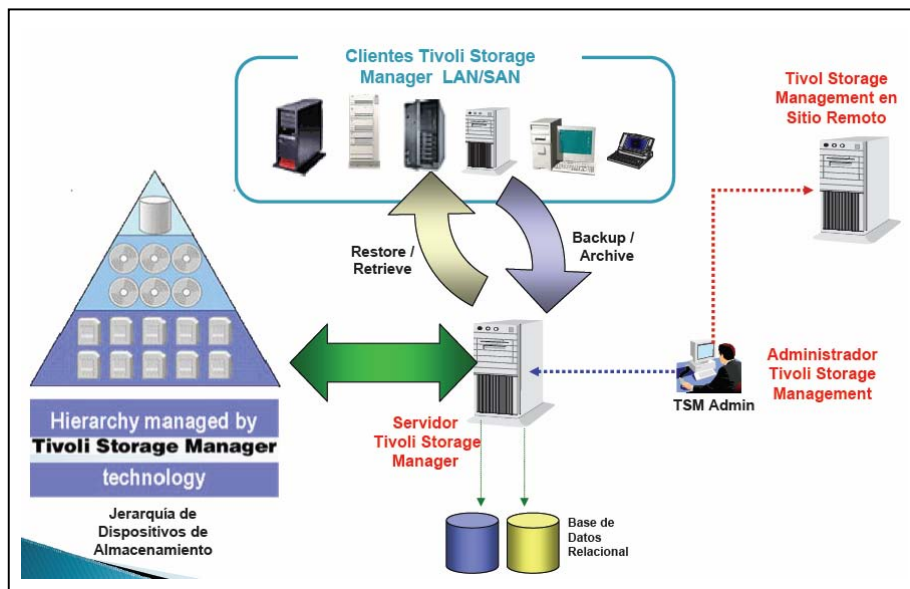 Clientes Tivoli Storage
Manager LAN/SAN
Tivol Storage
Management en
Sitio Remoto
Restore /
Retrieve
Backup /
Archive
Administrador
Tivoli Storage
Management
TSM Admin
Servidor
Tivoli Storage
Manager
Hierarchy managed by
Tivoli Storage Manager
technology
Jerarquía de
Dispositivos de
Almacenamiento
Base de
Datos
Relacional